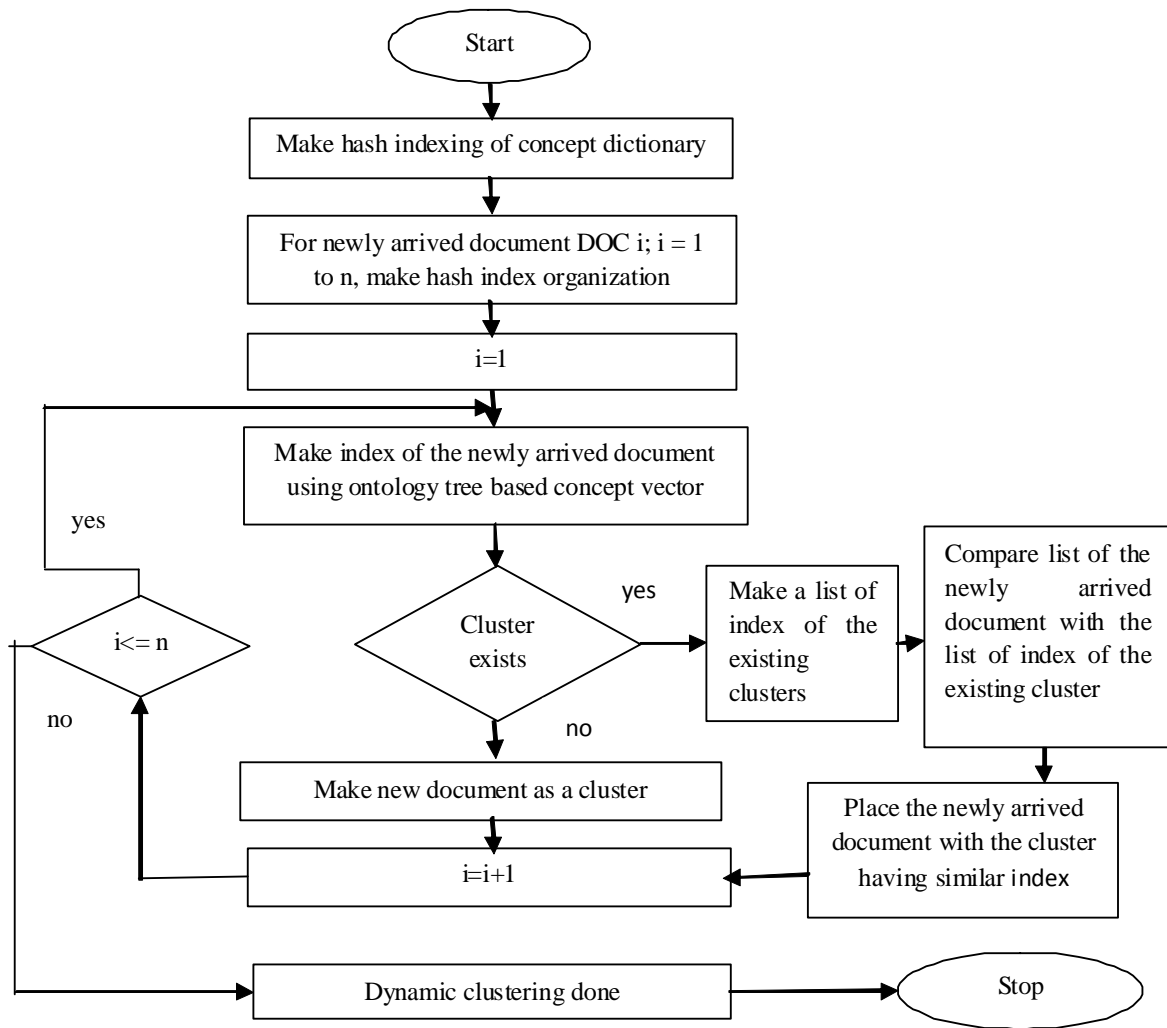 Start
Make hash indexing of concept dictionary
For newly arrived document DOC i; i = 1
to n, make hash index organization
i=1
Make index of the newly arrived document
using ontology tree based concept vector
yes
i<= n
no
Cluster
exists
yes
no
Make a list of
index of the
existing
clusters
Compare list of the
newly arrived
document with the
list of index of the
existing cluster
Make new document as a cluster
Place the newly arrived
document with the cluster
having similar index
i=i+1
Dynamic clustering done
Stop